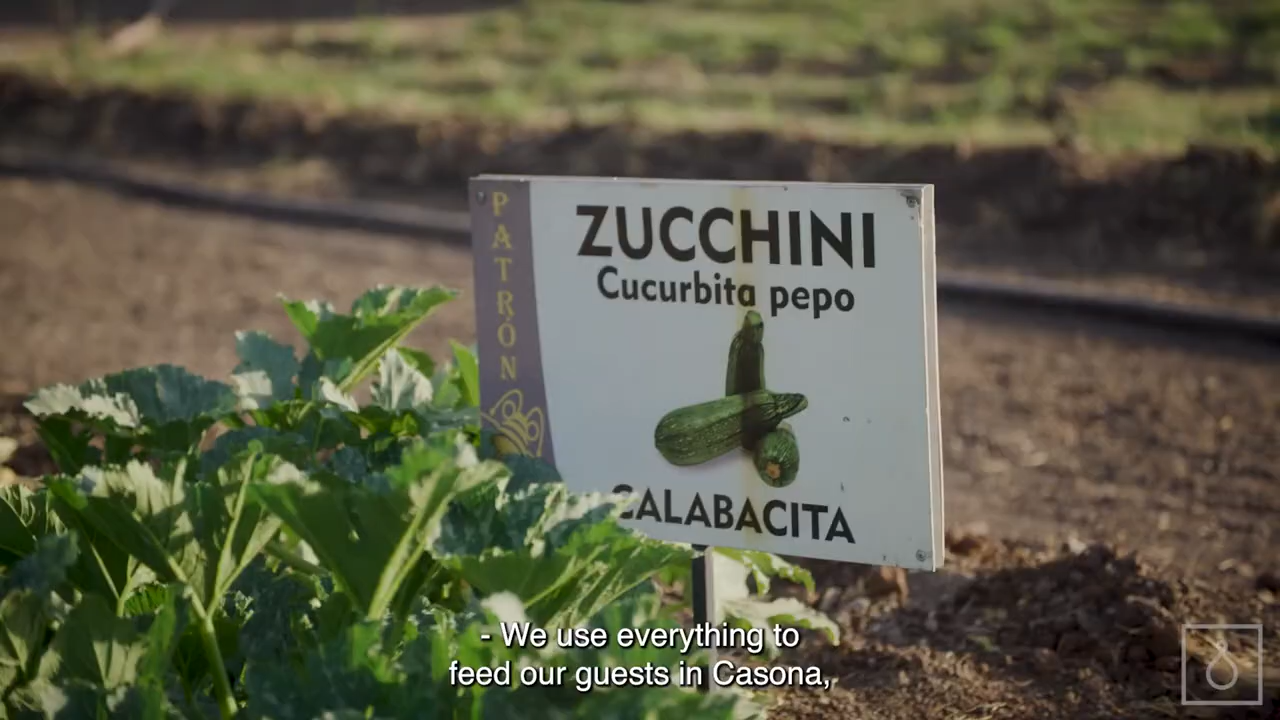 PATRÓN
ZUCCHINI
Cucurbita pepo
CALABACITA
- We use everything to
feed our guests in Casona,